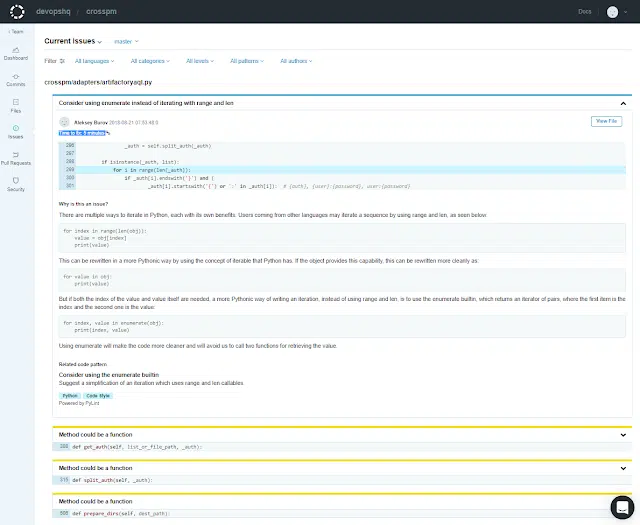 devopshq / crosspm
Docs
Team
Dashboard
Commits
Files
Issues
Pull Requests
Security
Current Issues
master
Filter
All languages
All categories
All levels
All patterns
All authors
crosspm/adapters/artifactoryaql.py
Consider using enumerate instead of iterating with range and len
Aleksey Burov 2018-08-21 07:53:48.0
View File
Time to fix: 5 minutes
296 _auth = self.split_auth(_auth)
297
298 if isinstance(_auth, list):
299 for i in range(len(_auth)):
300 if _auth[i].endswith(']') and (
301 _auth[i].startswith('[') or ':' in _auth[i]): # {auth}, {user}:{password}, user:{password}
Why is this an issue?
There are multiple ways to iterate in Python, each with its own benefits. Users coming from other languages may iterate a sequence by using range and len, as seen below:
for index in range(len(obj)):
value = obj[index]
print(value)
This can be rewritten in a more Pythonic way by using the concept of iterable that Python has. If the object provides this capability, this can be rewritten more cleanly as:
for value in obj:
print(value)
But if both the index of the value and value itself are needed, a more Pythonic way of writing an iteration, instead of using range and len, is to use the enumerate builtin, which returns an iterator of pairs, where the first item is the
index and the second one is the value:
for index, value in enumerate(obj):
print(index, value)
Using enumerate will make the code more cleaner and will avoid us to call two functions for retrieving the value.
Related code pattern
Consider using the enumerate builtin
Suggest a simplification of an iteration which uses range and len callables
Python
Code Style
Powered by PyLint
Method could be a function
def get_auth(self, list_or_file_path, _auth):
Method could be a function
def split_auth(self, _auth):
Method could be a function
def prepare_dirs(self, dest_path):